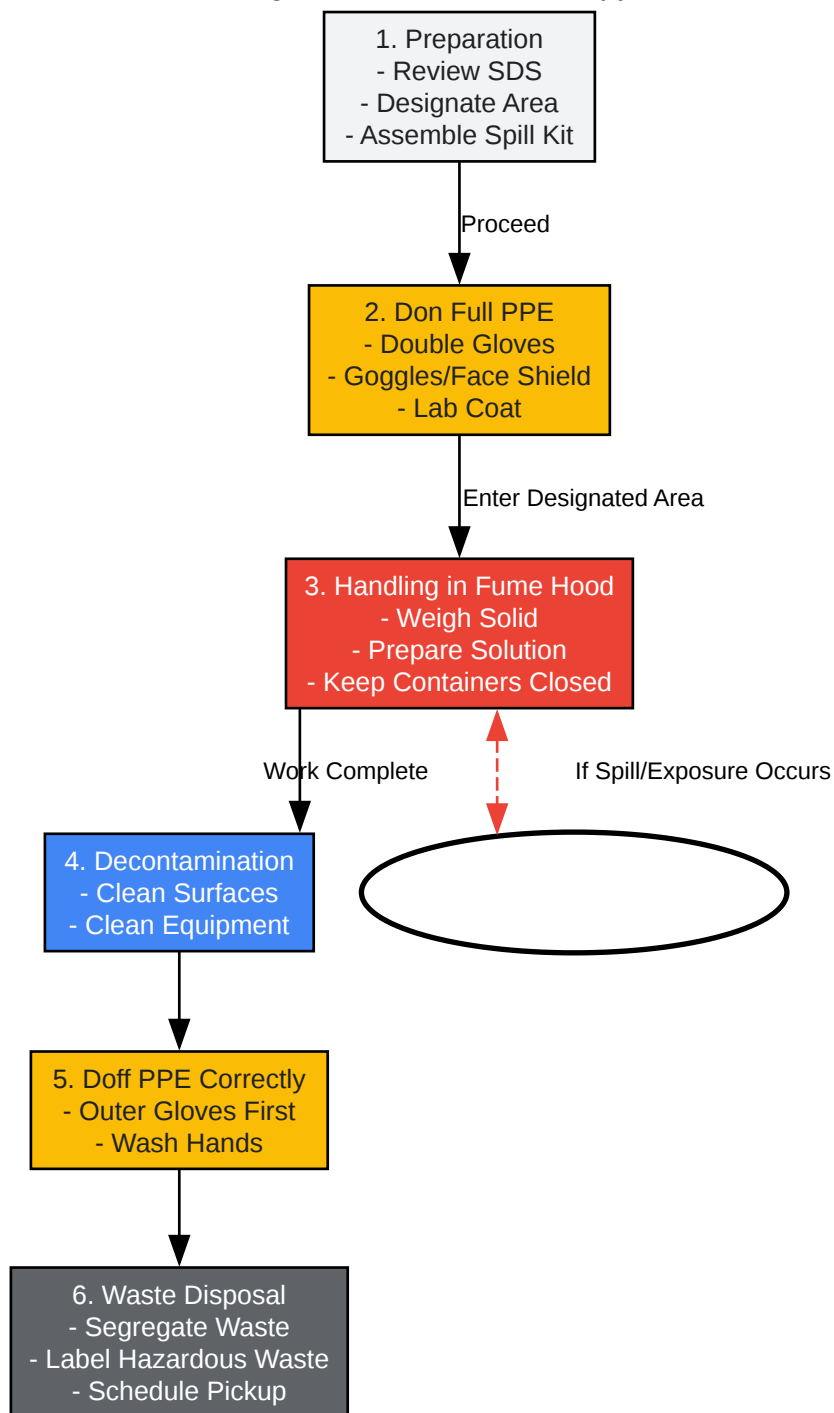 1. Preparation
- Review SDS
- Designate Area
- Assemble Spill Kit
Proceed
2. Don Full PPE
- Double Gloves
- Goggles/Face Shield
- Lab Coat
Enter Designated Area
3. Handling in Fume Hood
- Weigh Solid
- Prepare Solution
- Keep Containers Closed
Work Complete
If Spill/Exposure Occurs
4. Decontamination
- Clean Surfaces
- Clean Equipment
5. Doff PPE Correctly
- Outer Gloves First
- Wash Hands
6. Waste Disposal
- Segregate Waste
- Label Hazardous Waste
- Schedule Pickup